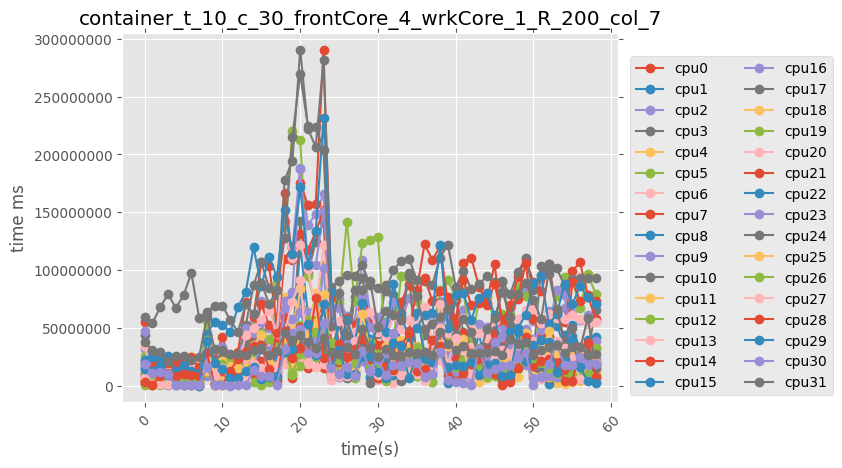 container_t_10_c_30_frontCore_4_wrkCore_1_R_200_col_7
300000000
250000000
200000000
150000000
100000000
50000000
0
time ms
0
10
20
30
40
50
60
time(s)
cpu0
cpu1
cpu2
cpu3
cpu4
cpu5
cpu6
cpu7
cpu8
cpu9
cpu10
cpu11
cpu12
cpu13
cpu14
cpu15
cpu16
cpu17
cpu18
cpu19
cpu20
cpu21
cpu22
cpu23
cpu24
cpu25
cpu26
cpu27
cpu28
cpu29
cpu30
cpu31